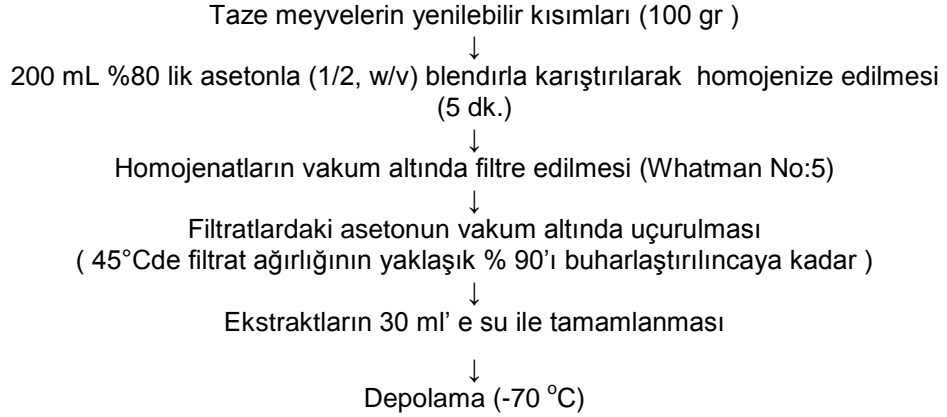 Taze meyvelerin yenilebilir kısımları (100 gr )
↓
200 mL %80 lik asetonla (1/2, w/v) blendırla karıştırılarak homojenize edilmesi
(5 dk.)
↓
Homojenatların vakum altında filtre edilmesi (Whatman No:5)
↓
Filtratlardaki asetonun vakum altında uçurulması
( 45°Cde filtrat ağırlığının yaklaşık % 90’ı buharlaştırılıncaya kadar )
↓
Ekstraktların 30 ml’ e su ile tamamlanması
↓
Depolama (-70 °C)